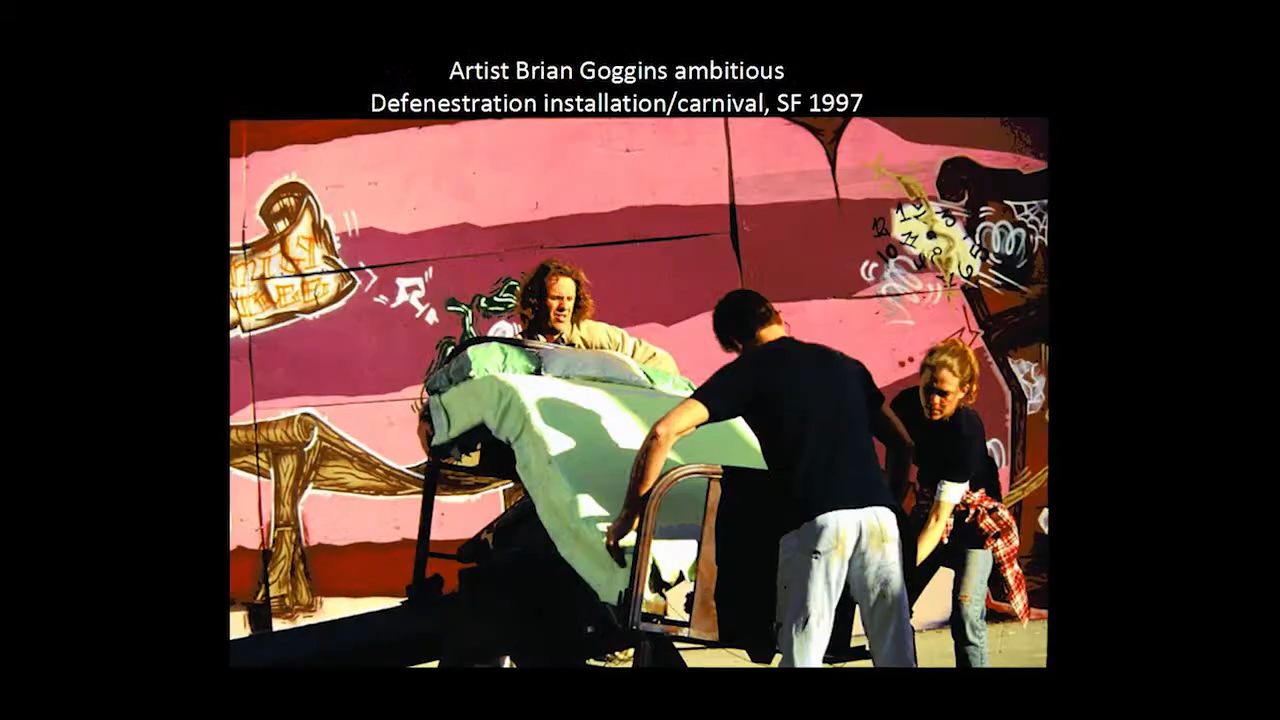 Artist Brian Goggins ambitious
Defenestration installation/carnival, SF 1997